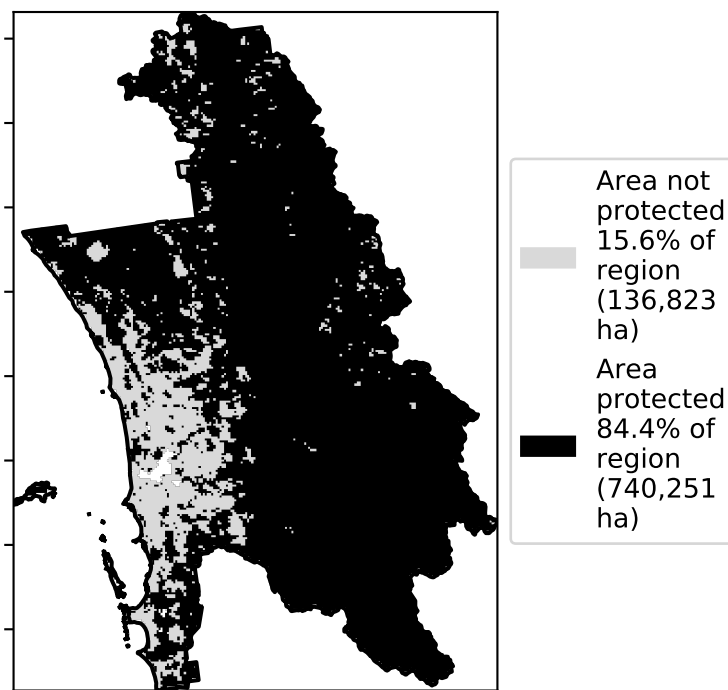 Area not
protected
15.6% of
region
(136,823
ha)
Area
protected
84.4% of
region
(740,251
ha)